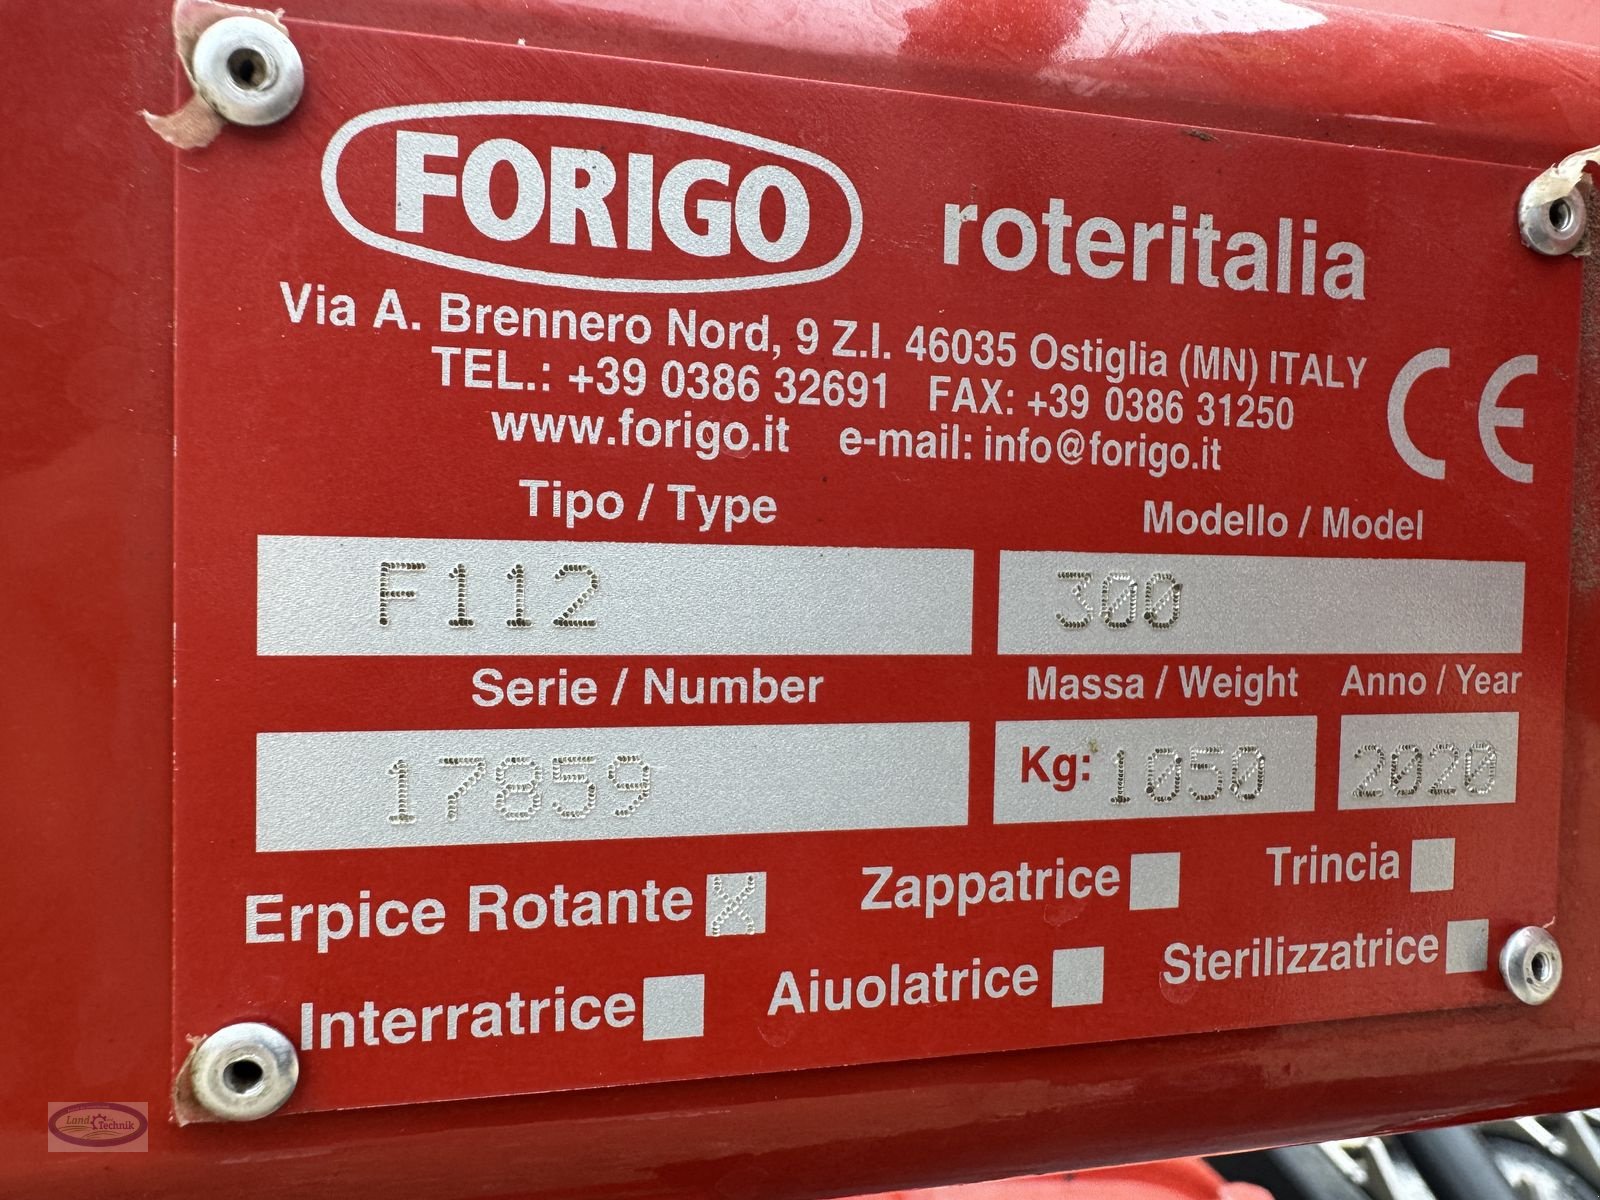 FORIGO roteritalia
Via A. Brennero Nord, 9 Z.I. 46035 Ostiglia (MN) ITALY
TEL.: +39 0386 32691 FAX: +39 0386 31250
www.forigo.it e-mail: info@forigo.it
CE
Tipo / Type Modello / Model
F112 300
Serie / Number Massa / Weight Anno / Year
17859 Kg: 1050 2020
Erpice Rotante X Zappatrice Trincia
Interratrice Aiuolatrice Sterilizzatrice
Land Technik